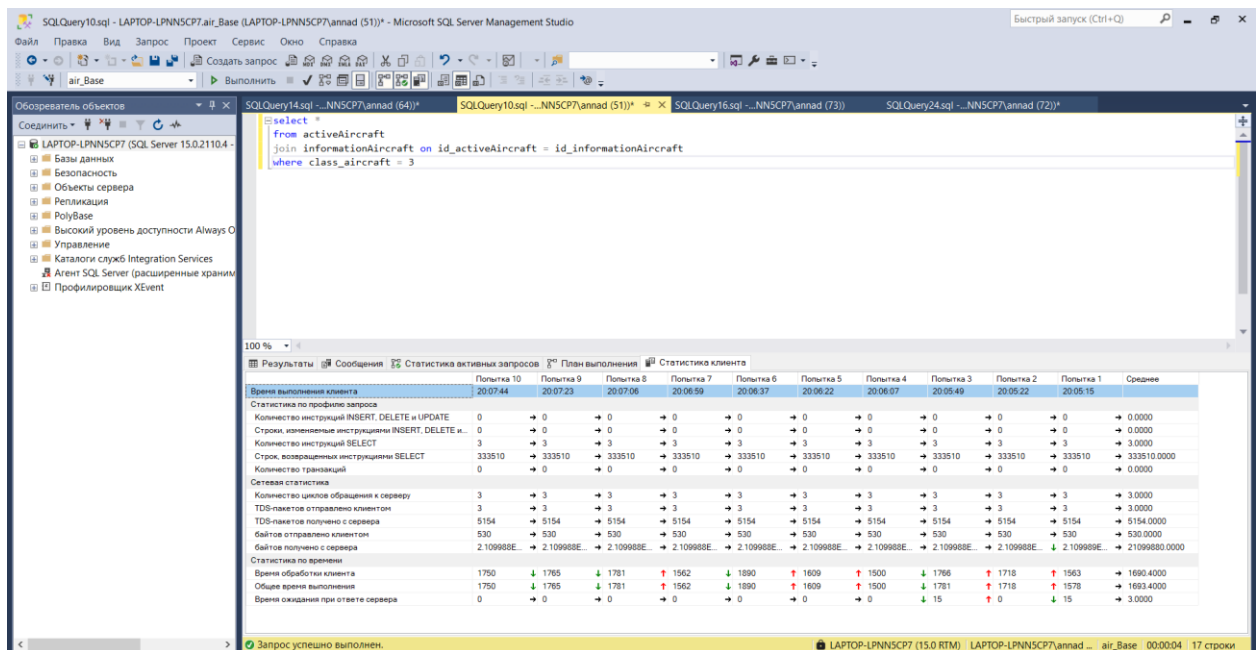 SQLQuery10.sql - LAPTOP-LPNN5CP7.air_Base (LAPTOP-LPNN5CP7\annad (51))* - Microsoft SQL Server Management Studio
Быстрый запуск (Ctrl+Q)
Файл Правка Вид Запрос Проект Сервис Окно Справка
Создать запрос
air_Base Выполнить
Обозреватель объектов
SQLQuery14.sql -...NN5CP7\annad (64))* SQLQuery10.sql -...NN5CP7\annad (51))* SQLQuery16.sql -...NN5CP7\annad (73)) SQLQuery24.sql -...NN5CP7\annad (72))*
Соединить
LAPTOP-LPNN5CP7 (SQL Server 15.0.2110.4 -
Базы данных
Безопасность
Объекты сервера
Репликация
PolyBase
Высокий уровень доступности Always O
Управление
Каталоги служб Integration Services
Агент SQL Server (расширенные храним
Профилировщик XEvent
select *
from activeAircraft
join informationAircraft on id_activeAircraft = id_informationAircraft
where class_aircraft = 3
100 %
Результаты Сообщения Статистика активных запросов План выполнения Статистика клиента
Попытка 10 Попытка 9 Попытка 8 Попытка 7 Попытка 6 Попытка 5 Попытка 4 Попытка 3 Попытка 2 Попытка 1 Среднее
Время выполнения клиента 20:07:44 20:07:23 20:07:06 20:06:59 20:06:37 20:06:22 20:06:07 20:05:49 20:05:22 20:05:15
Статистика по профилю запроса
Количество инструкций INSERT, DELETE и UPDATE 0 → 0 → 0 → 0 → 0 → 0 → 0 → 0 → 0 → 0 → 0.0000
Строки, изменяемые инструкциями INSERT, DELETE и... 0 → 0 → 0 → 0 → 0 → 0 → 0 → 0 → 0 → 0 → 0.0000
Количество инструкций SELECT 3 → 3 → 3 → 3 → 3 → 3 → 3 → 3 → 3 → 3 → 3.0000
Строк, возвращенных инструкциями SELECT 333510 → 333510 → 333510 → 333510 → 333510 → 333510 → 333510 → 333510 → 333510 → 333510 → 333510.0000
Количество транзакций 0 → 0 → 0 → 0 → 0 → 0 → 0 → 0 → 0 → 0 → 0.0000
Сетевая статистика
Количество циклов обращения к серверу 3 → 3 → 3 → 3 → 3 → 3 → 3 → 3 → 3 → 3 → 3.0000
TDS-пакетов отправлено клиентом 3 → 3 → 3 → 3 → 3 → 3 → 3 → 3 → 3 → 3 → 3.0000
TDS-пакетов получено с сервера 5154 → 5154 → 5154 → 5154 → 5154 → 5154 → 5154 → 5154 → 5154 → 5154 → 5154.0000
байтов отправлено клиентом 530 → 530 → 530 → 530 → 530 → 530 → 530 → 530 → 530 → 530 → 530.0000
байтов получено с сервера 2.109988E... → 2.109988E... → 2.109988E... → 2.109988E... → 2.109988E... → 2.109988E... → 2.109988E... → 2.109988E... → 2.109988E... ↓ 2.109989E... → 21099880.0000
Статистика по времени
Время обработки клиента 1750 ↓ 1765 ↓ 1781 ↑ 1562 ↓ 1890 ↑ 1609 ↑ 1500 ↓ 1766 ↑ 1718 ↑ 1563 → 1690.4000
Общее время выполнения 1750 ↓ 1765 ↓ 1781 ↑ 1562 ↓ 1890 ↑ 1609 ↑ 1500 ↓ 1781 ↑ 1718 ↑ 1578 → 1693.4000
Время ожидания при ответе сервера 0 → 0 → 0 → 0 → 0 → 0 → 0 ↓ 15 ↑ 0 ↓ 15 → 3.0000
Запрос успешно выполнен. LAPTOP-LPNN5CP7 (15.0 RTM) LAPTOP-LPNN5CP7\annad ... air_Base 00:00:04 17 строки